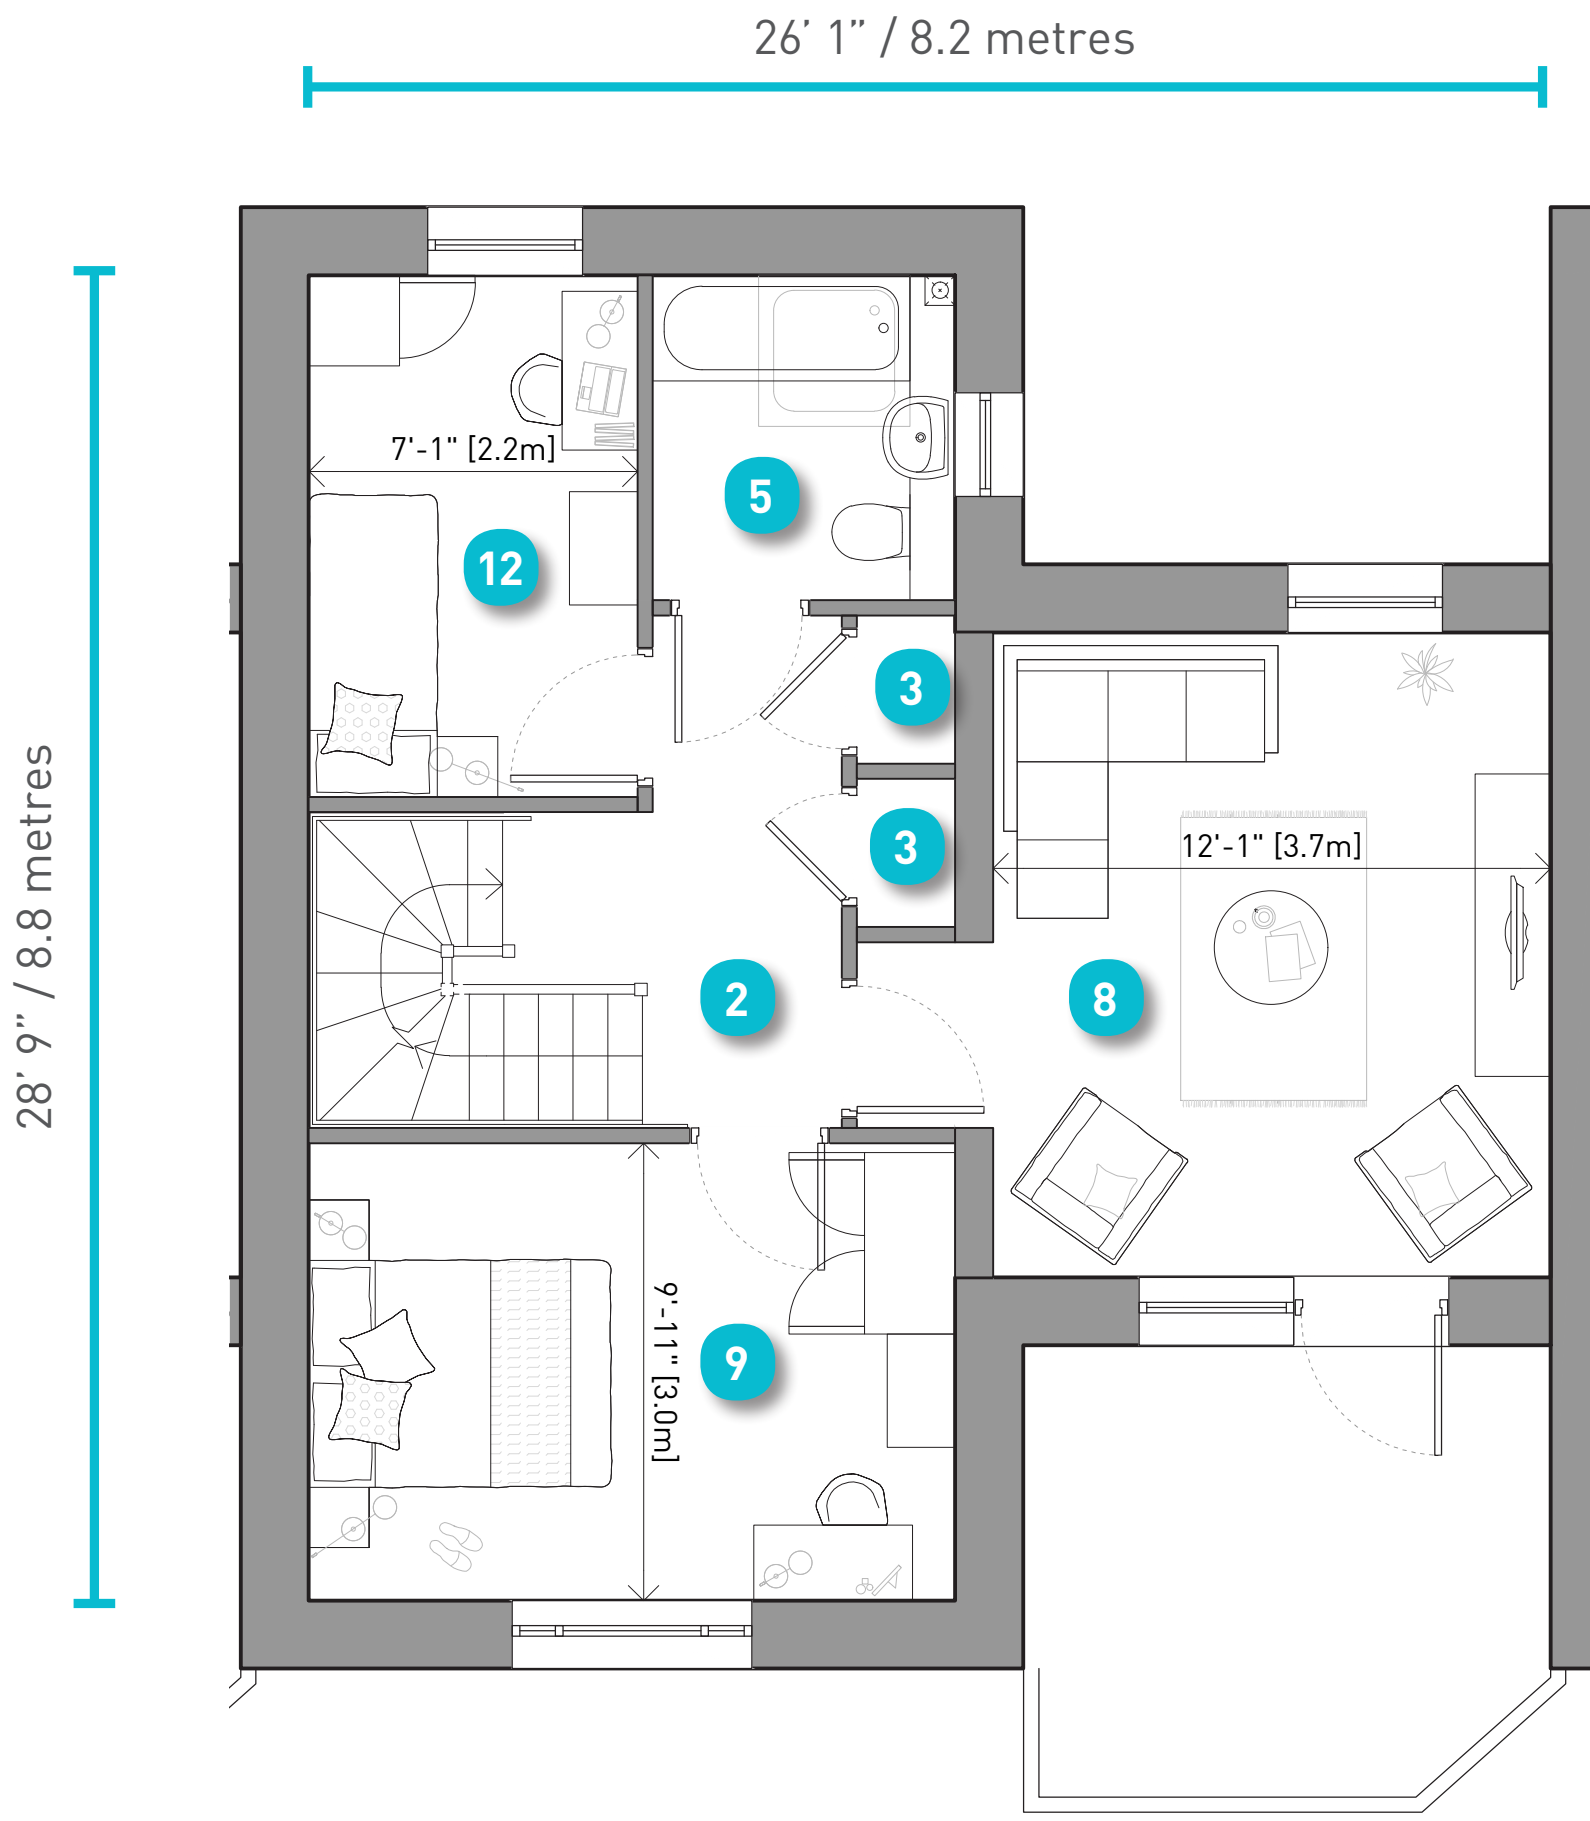 26’ 1” / 8.2 metres
28’ 9” / 8.8 metres
7'-1" [2.2m]
5
12
3
3
12'-1" [3.7m]
2
8
9'-11" [3.0m]
9